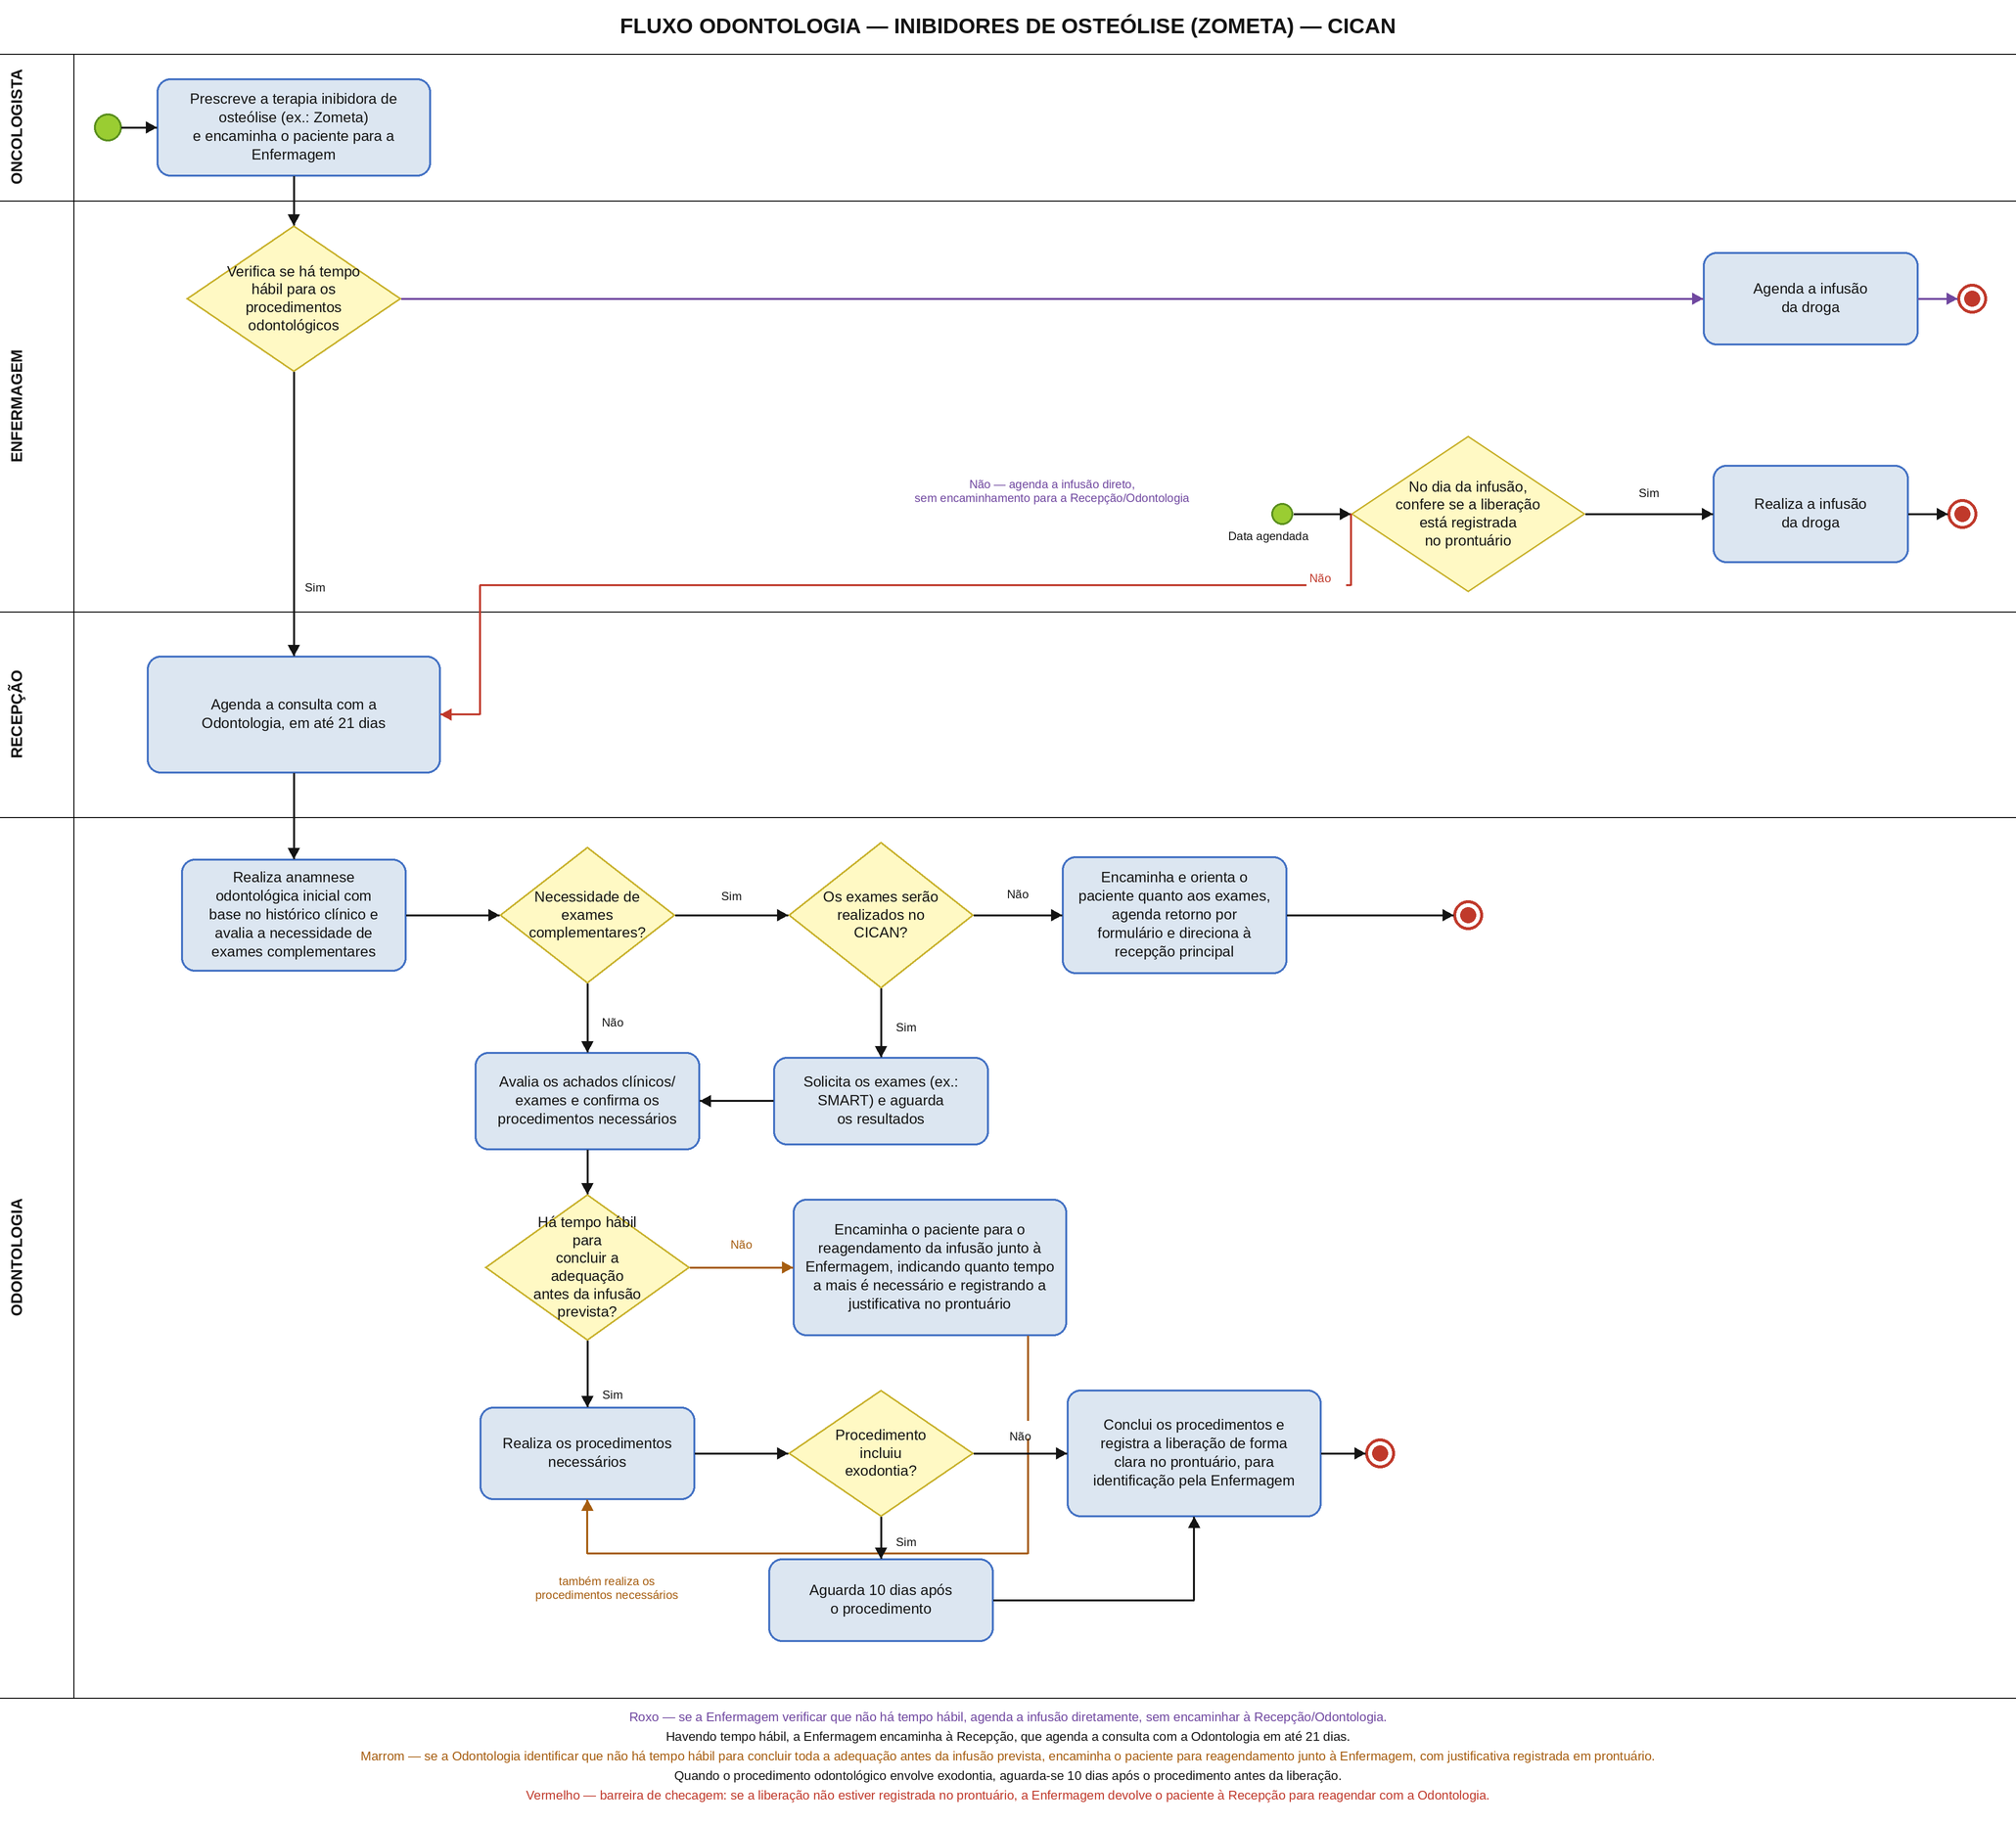 FLUXO ODONTOLOGIA — INIBIDORES DE OSTEÓLISE (ZOMETA) — CICAN
ONCOLOGISTA
Prescreve a terapia inibidora de
osteólise (ex.: Zometa)
e encaminha o paciente para a
Enfermagem
ENFERMAGEM
Verifica se há tempo
hábil para os
procedimentos
odontológicos
Agenda a infusão
da droga
Não — agenda a infusão direto,
sem encaminhamento para a Recepção/Odontologia
Data agendada
No dia da infusão,
confere se a liberação
está registrada
no prontuário
Sim
Realiza a infusão
da droga
Não
Sim
RECEPÇÃO
Agenda a consulta com a
Odontologia, em até 21 dias
ODONTOLOGIA
Realiza anamnese
odontológica inicial com
base no histórico clínico e
avalia a necessidade de
exames complementares
Necessidade de
exames
complementares?
Sim
Os exames serão
realizados no
CICAN?
Não
Encaminha e orienta o
paciente quanto aos exames,
agenda retorno por
formulário e direciona à
recepção principal
Não
Sim
Avalia os achados clínicos/
exames e confirma os
procedimentos necessários
Solicita os exames (ex.:
SMART) e aguarda
os resultados
Há tempo hábil
para
concluir a
adequação
antes da infusão
prevista?
Não
Encaminha o paciente para o
reagendamento da infusão junto à
Enfermagem, indicando quanto tempo
a mais é necessário e registrando a
justificativa no prontuário
Sim
Realiza os procedimentos
necessários
Procedimento
incluiu
exodontia?
Não
Conclui os procedimentos e
registra a liberação de forma
clara no prontuário, para
identificação pela Enfermagem
Sim
também realiza os
procedimentos necessários
Aguarda 10 dias após
o procedimento
Roxo — se a Enfermagem verificar que não há tempo hábil, agenda a infusão diretamente, sem encaminhar à Recepção/Odontologia.
Havendo tempo hábil, a Enfermagem encaminha à Recepção, que agenda a consulta com a Odontologia em até 21 dias.
Marrom — se a Odontologia identificar que não há tempo hábil para concluir toda a adequação antes da infusão prevista, encaminha o paciente para reagendamento junto à Enfermagem, com justificativa registrada em prontuário.
Quando o procedimento odontológico envolve exodontia, aguarda-se 10 dias após o procedimento antes da liberação.
Vermelho — barreira de checagem: se a liberação não estiver registrada no prontuário, a Enfermagem devolve o paciente à Recepção para reagendar com a Odontologia.